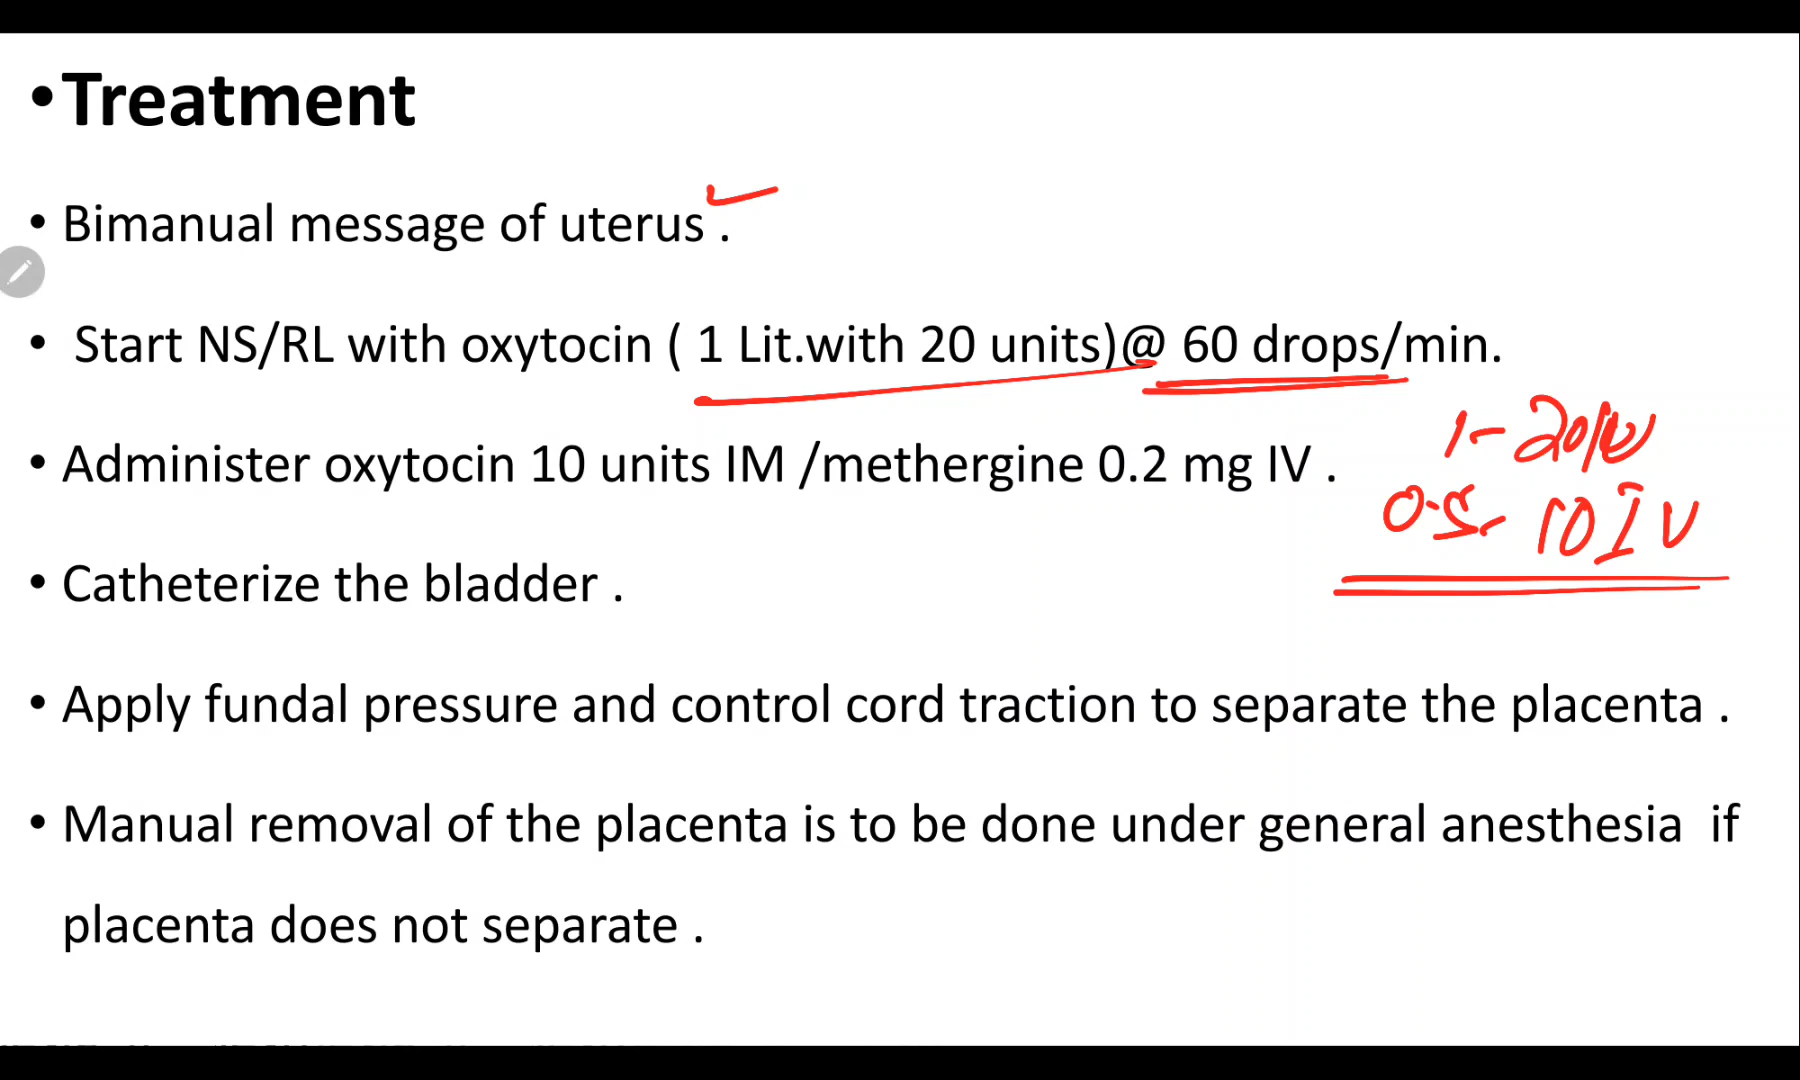 •Treatment
• Bimanual message of uterus .
• Start NS/RL with oxytocin ( 1 Lit.with 20 units)@ 60 drops/min.
• Administer oxytocin 10 units IM /methergine 0.2 mg IV .
1- 20
0.5- 10 IU
• Catheterize the bladder .
• Apply fundal pressure and control cord traction to separate the placenta .
• Manual removal of the placenta is to be done under general anesthesia if
placenta does not separate .